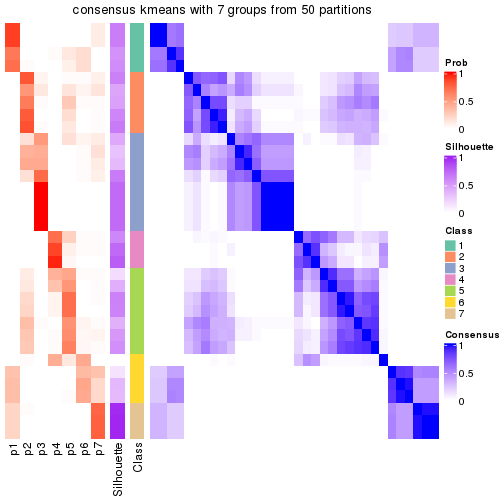 consensus kmeans with 7 groups from 50 partitions
Prob
1
0.5
0
Silhouette
1
0.5
0
Class
1
2
3
4
5
6
7
Consensus
1
0.5
0
p1
p2
p3
p4
p5
p6
p7
Silhouette
Class